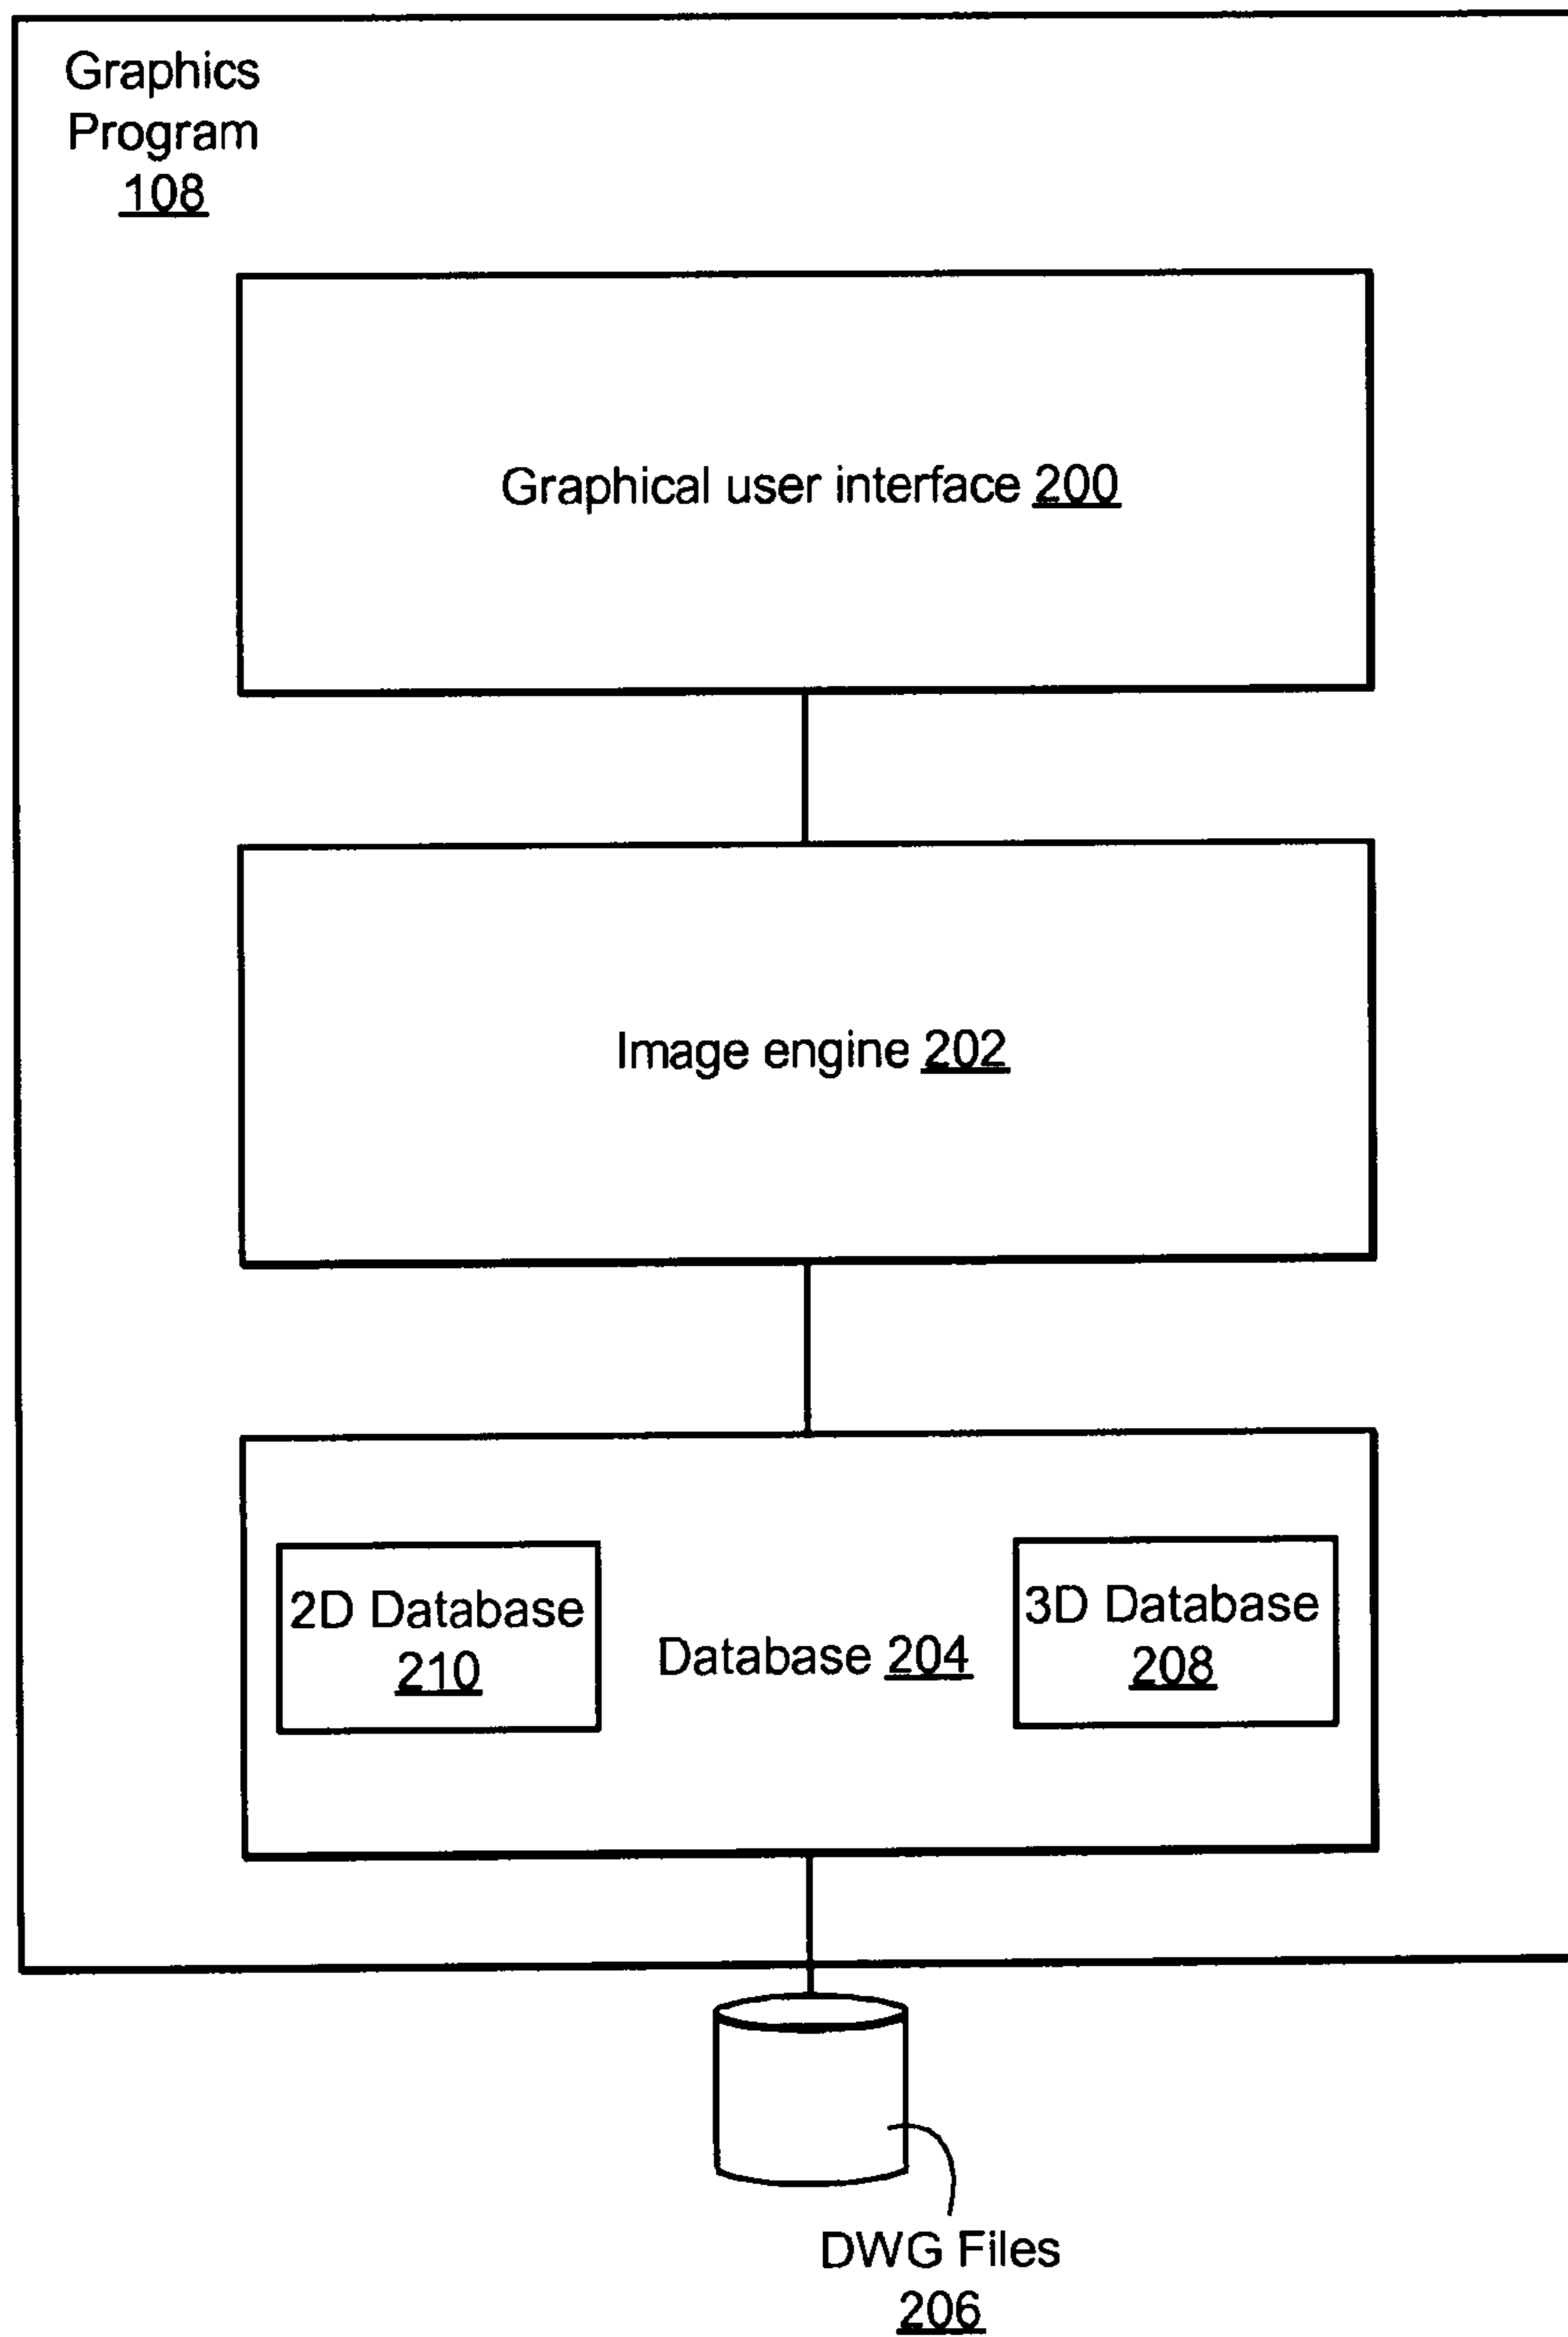 Graphics
Program
108
Graphical user interface 200
Image engine 202
2D Database
210
Database 204
3D Database
208
DWG Files
206